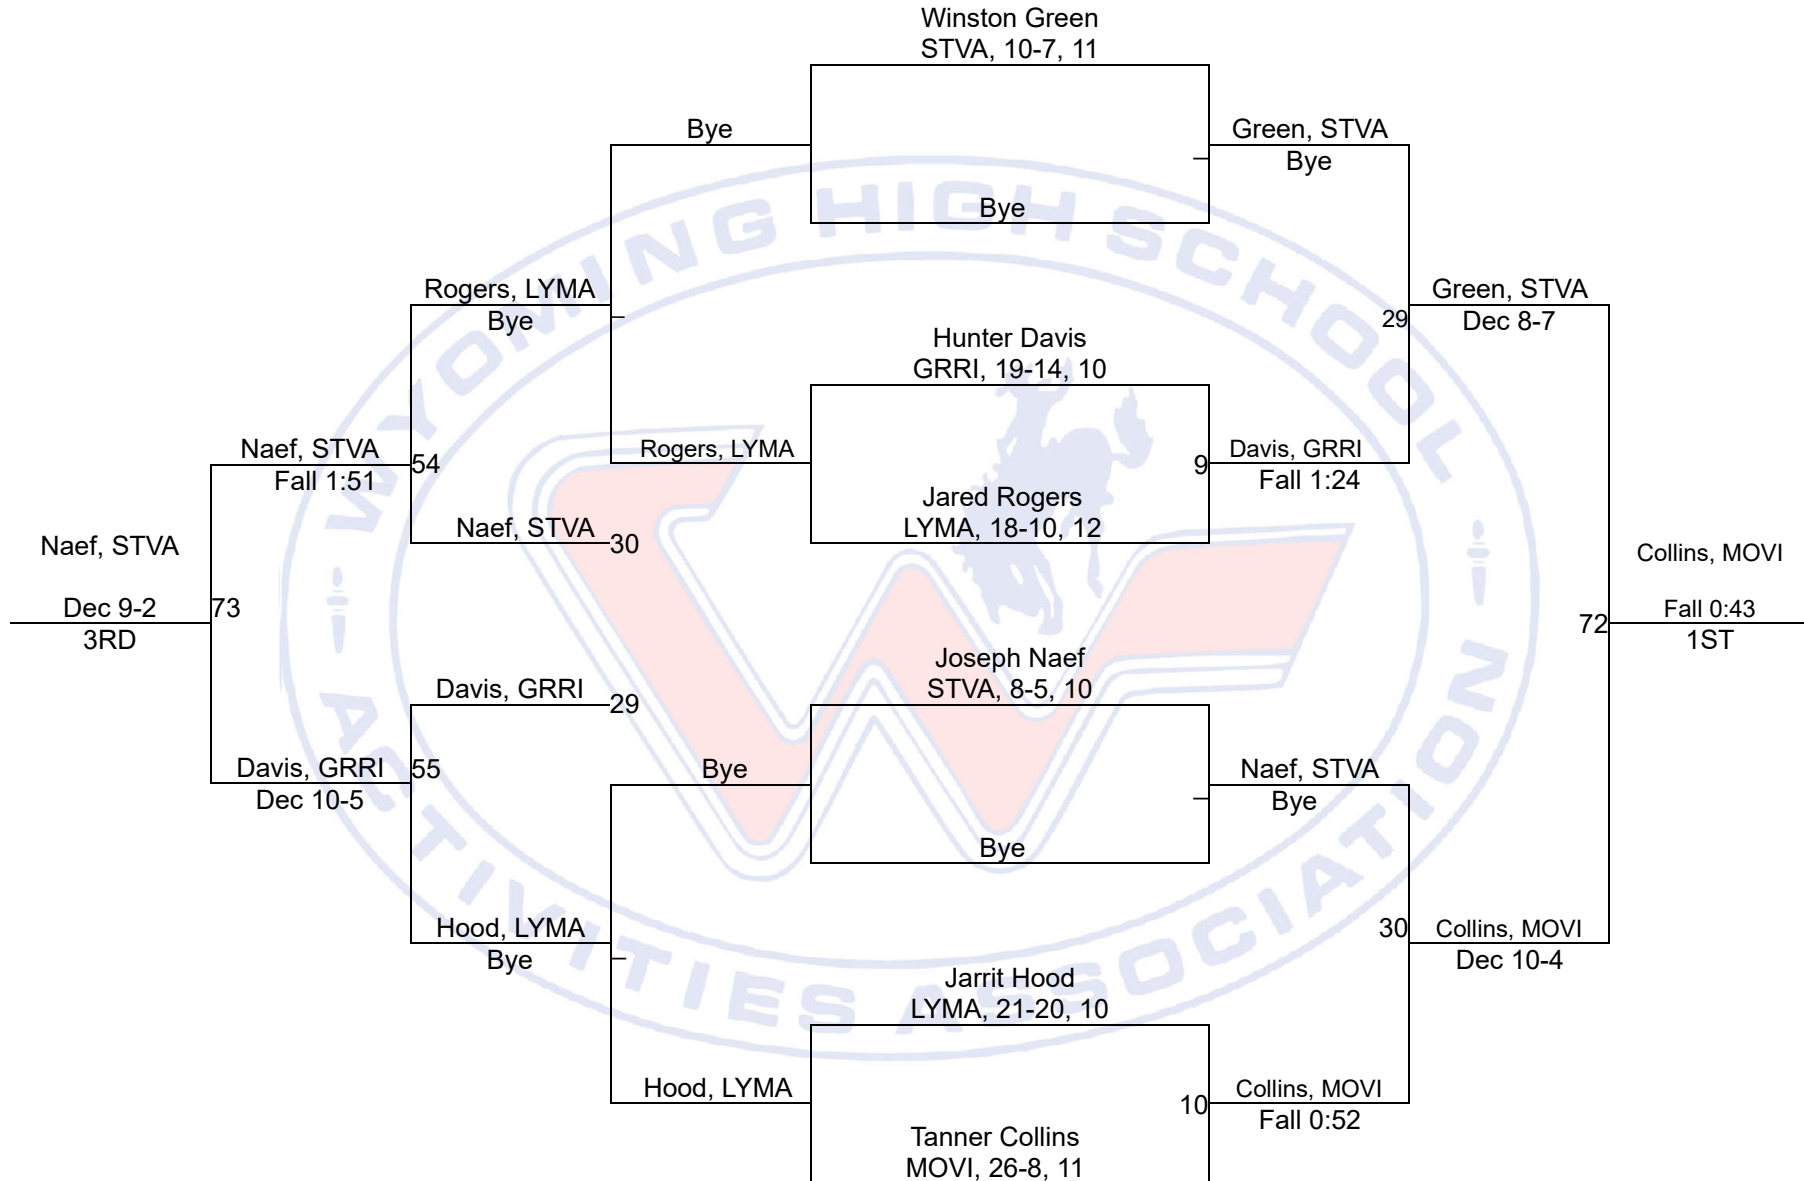 Winston Green
STVA, 10-7, 11
Bye
Green, STVA
Bye
Bye
Rogers, LYMA
Bye
Green, STVA
Dec 8-7
29
Hunter Davis
GRRI, 19-14, 10
Naef, STVA
Fall 1:51
54
Rogers, LYMA
9
Davis, GRRI
Fall 1:24
Jared Rogers
LYMA, 18-10, 12
Naef, STVA
30
Naef, STVA
Dec 9-2
3RD
73
Collins, MOVI
Fall 0:43
1ST
72
Joseph Naef
STVA, 8-5, 10
Davis, GRRI
29
Davis, GRRI
Dec 10-5
55
Bye
Naef, STVA
Bye
Bye
Hood, LYMA
Bye
30
Collins, MOVI
Dec 10-4
Jarrit Hood
LYMA, 21-20, 10
Hood, LYMA
10
Collins, MOVI
Fall 0:52
Tanner Collins
MOVI, 26-8, 11
WYOMING HIGH SCHOOL
ACTIVITIES ASSOCIATION